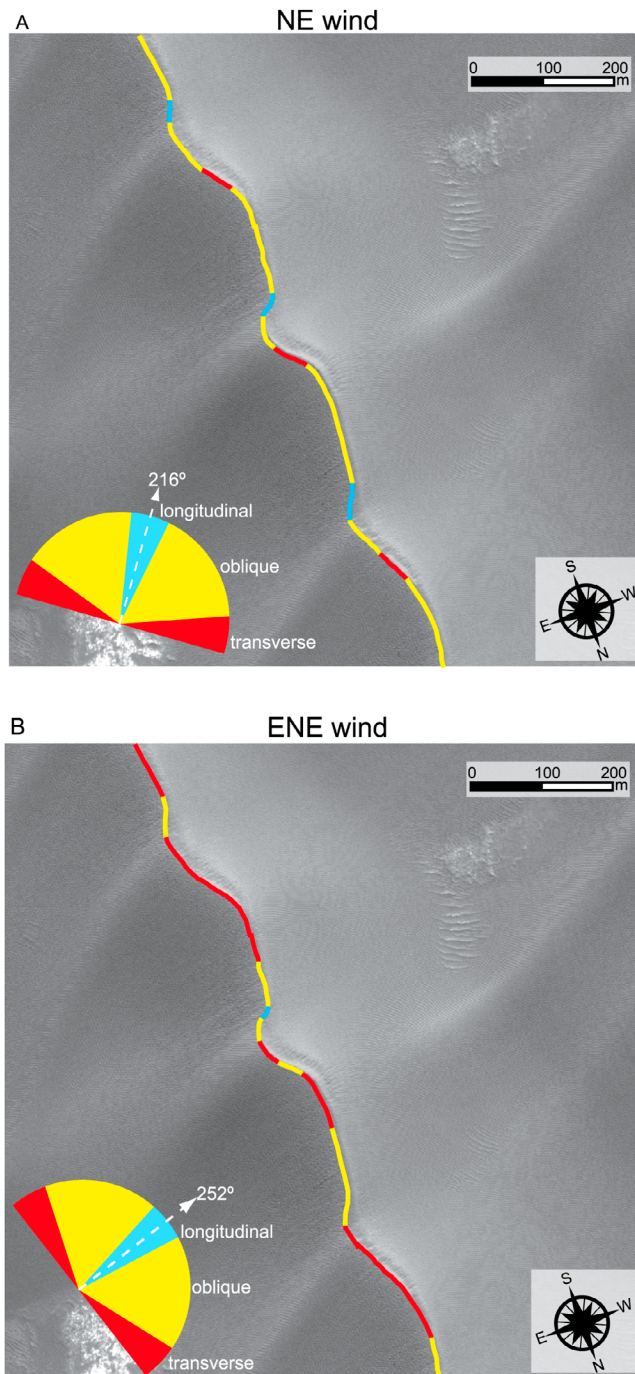 A
NE wind
0 100 200
m
216º
longitudinal
oblique
transverse
S
W
E
N
B
ENE wind
0 100 200
m
252º
longitudinal
oblique
transverse
S
W
E
N